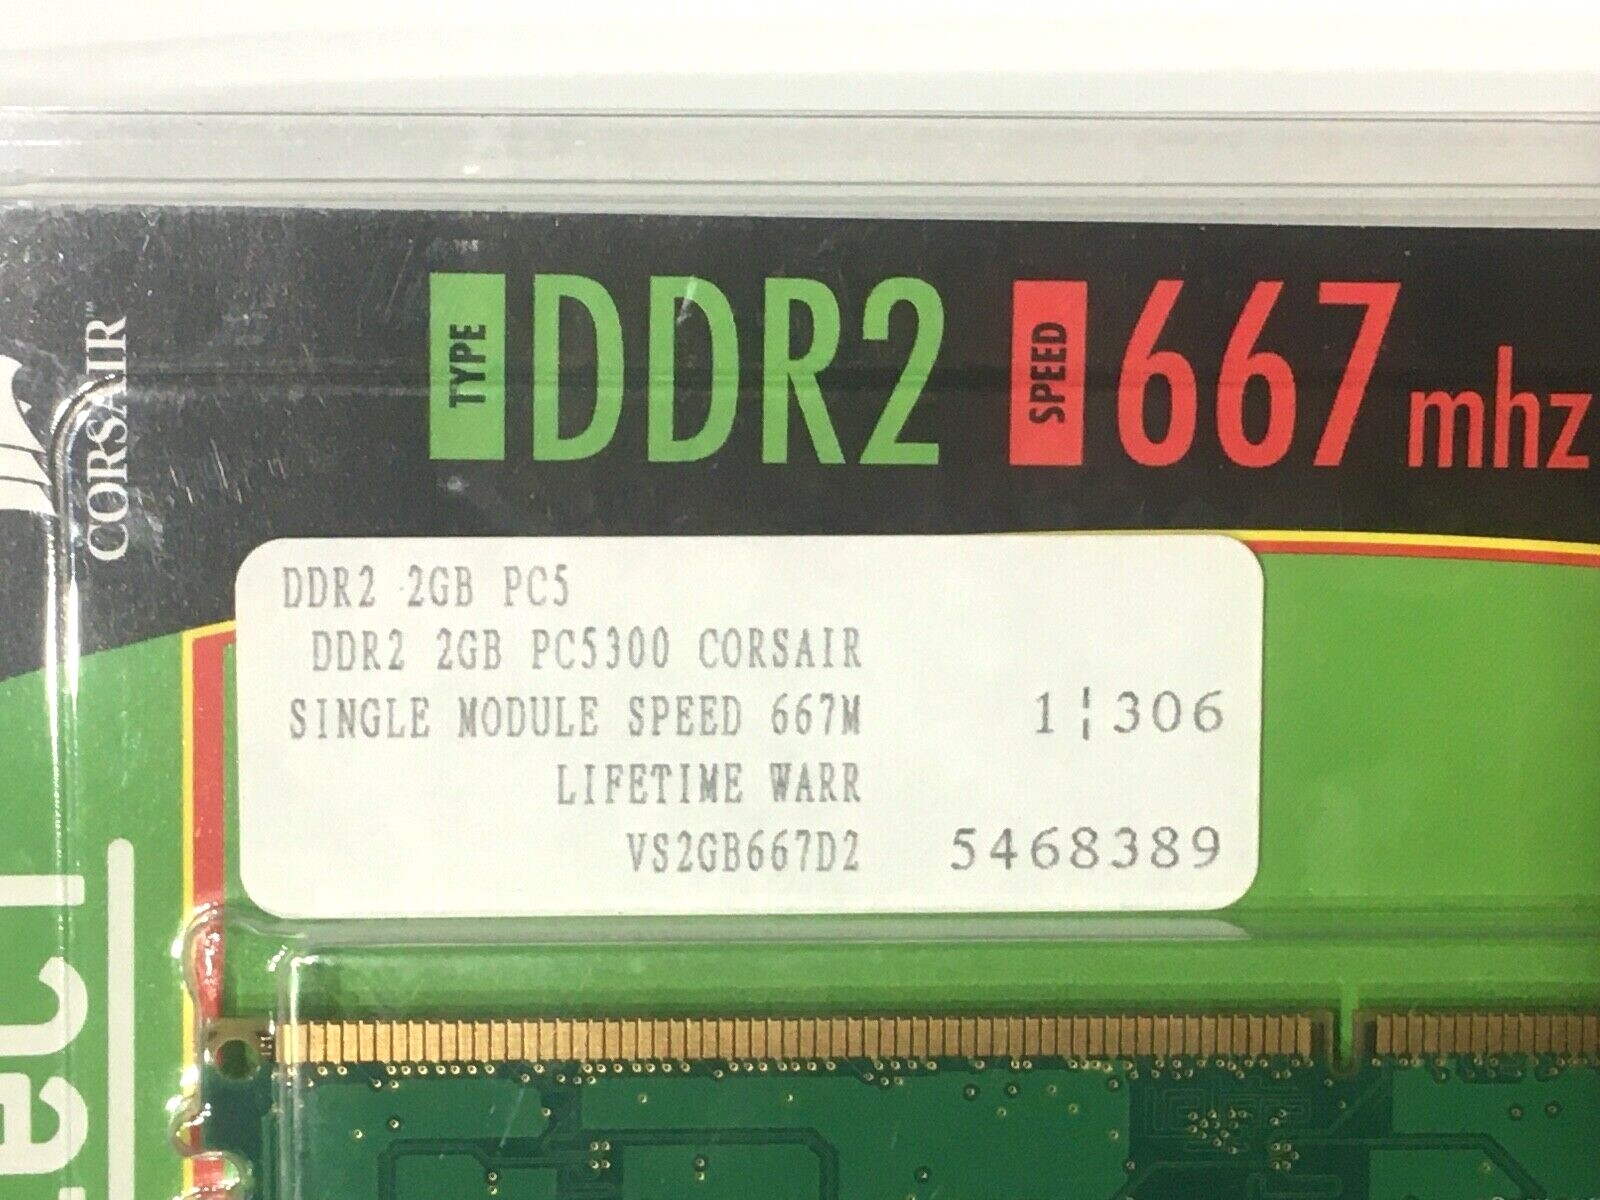 CORSAIR™
TYPE DDR2 SPEED 667 mhz
DDR2 2GB PC5
DDR2 2GB PC5300 CORSAIR
SINGLE MODULE SPEED 667M 1¦306
LIFETIME WARR
VS2GB667D2 5468389